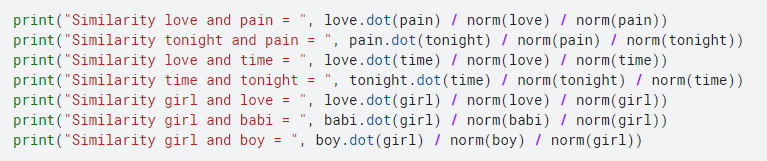 print("Similarity love and pain = ", love.dot(pain) / norm(love) / norm(pain))
print("Similarity tonight and pain = ", pain.dot(tonight) / norm(pain) / norm(tonight))
print("Similarity love and time = ", love.dot(time) / norm(love) / norm(time))
print("Similarity time and tonight = ", tonight.dot(time) / norm(tonight) / norm(time))
print("Similarity girl and love = ", love.dot(girl) / norm(love) / norm(girl))
print("Similarity girl and babi = ", babi.dot(girl) / norm(babi) / norm(girl))
print("Similarity girl and boy = ", boy.dot(girl) / norm(boy) / norm(girl))